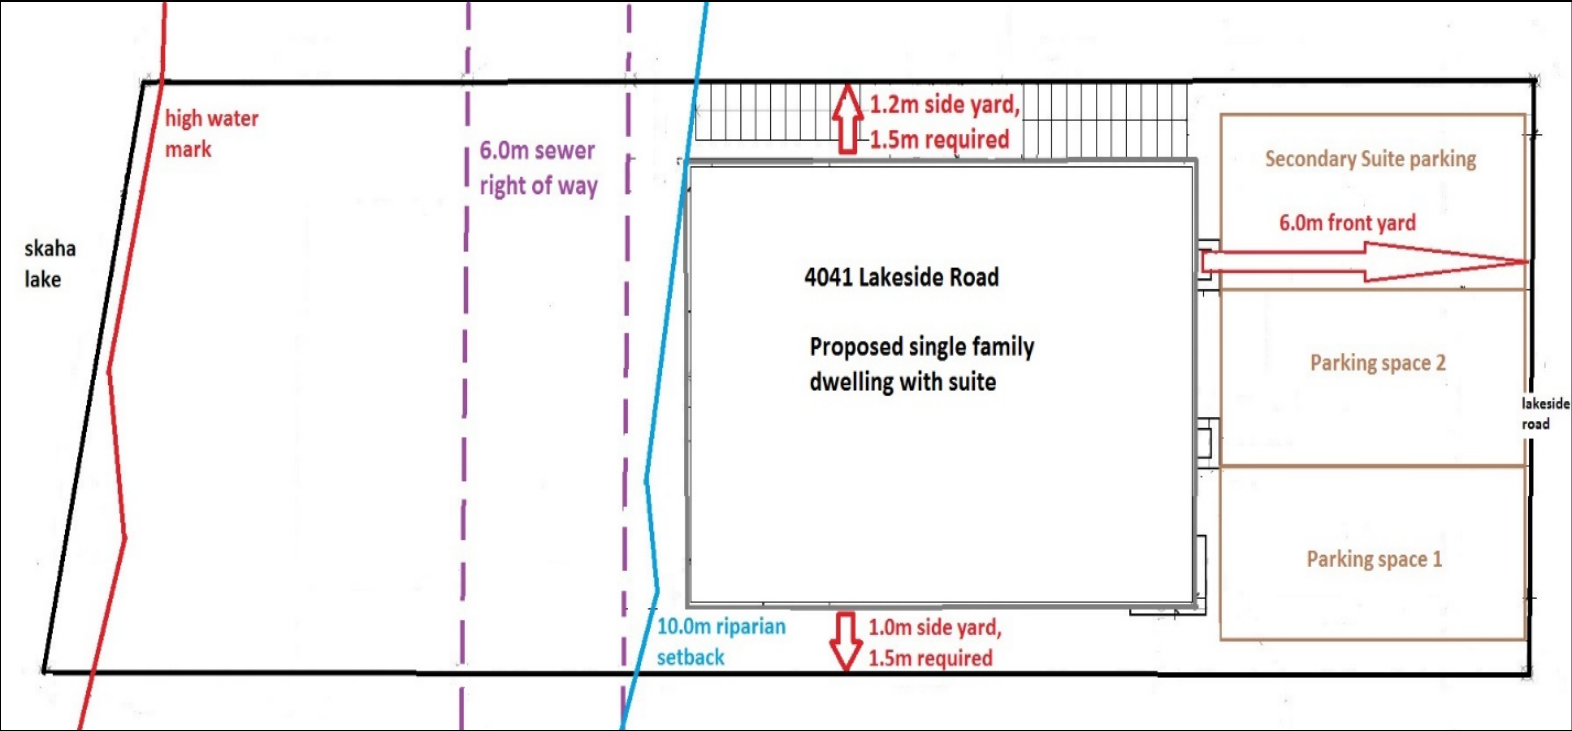 high water
mark
6.0m sewer
right of way
1.2m side yard,
1.5m required
Secondary Suite parking
6.0m front yard
skaha
lake
4041 Lakeside Road
Proposed single family
dwelling with suite
Parking space 2
lakeside
road
Parking space 1
10.0m riparian
setback
1.0m side yard,
1.5m required